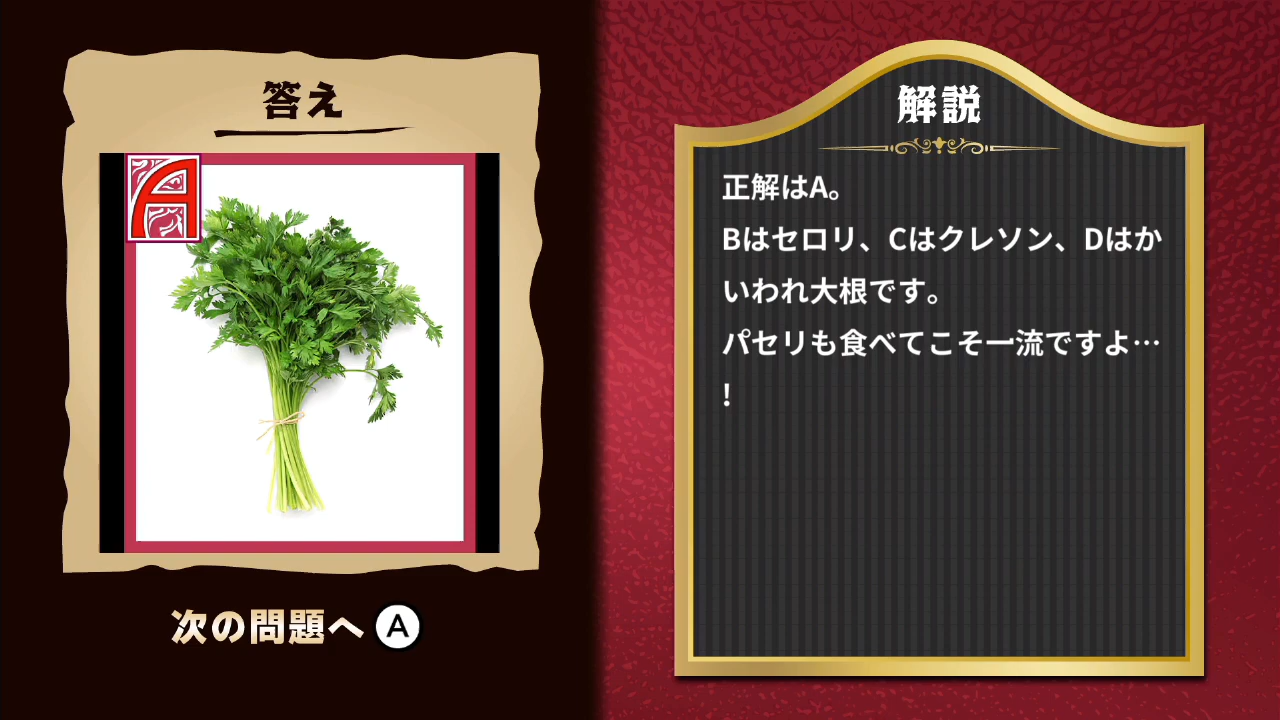 答え
A
次の問題へ A
解説
正解はA。
Bはセロリ、Cはクレソン、Dはか
いわれ大根です。
パセリも食べてこそ一流ですよ…
！